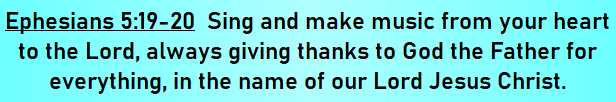 Ephesians 5:19-20 Sing and make music from your heart
to the Lord, always giving thanks to God the Father for
everything, in the name of our Lord Jesus Christ.